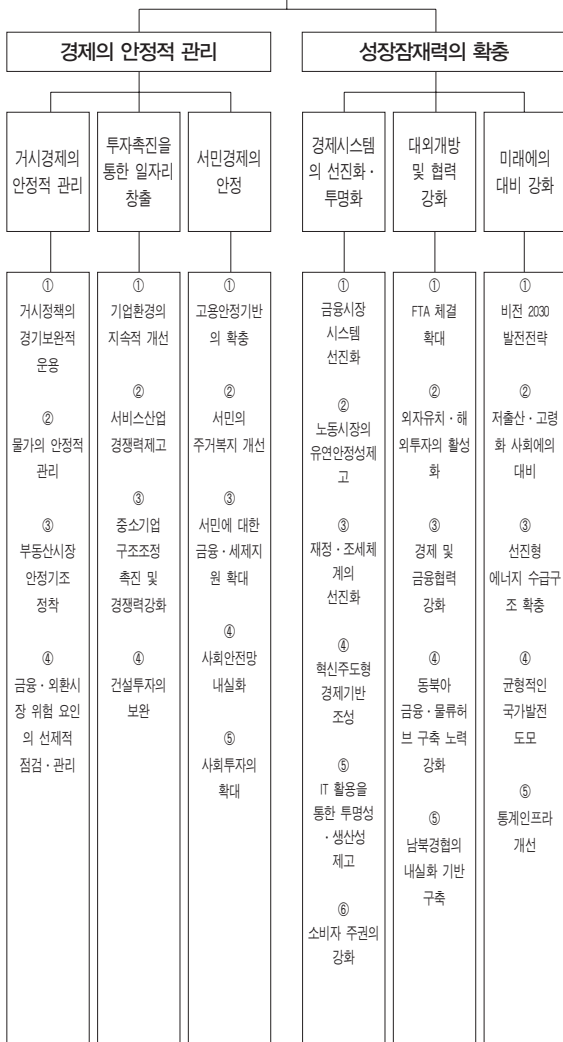 경제의 안정적 관리
성장잠재력의 확충
거시경제의
안정적 관리
투자촉진을
통한 일자리
창출
서민경제의
안정
경제시스템
의 선진화·
투명화
대외개방
및 협력
강화
미래에의
대비 강화
①
거시정책의
경기보완적
운용
②
물가의 안정적
관리
③
부동산시장
안정기조
정착
④
금융·외환시
장 위험 요인
의 선제적
점검·관리
①
기업환경의
지속적 개선
②
서비스산업
경쟁력제고
③
중소기업
구조조정
촉진 및
경쟁력강화
④
건설투자의
보완
①
고용안정기반
의 확충
②
서민의
주거복지 개선
③
서민에 대한
금융·세제지
원 확대
④
사회안전망
내실화
⑤
사회투자의
확대
①
금융시장
시스템
선진화
②
노동시장의
유연안정성제
고
③
재정·조세체
계의
선진화
④
혁신주도형
경제기반
조성
⑤
IT 활용을
통한 투명성
·생산성
제고
⑥
소비자 주권의
강화
①
FTA 체결
확대
②
외자유치·해
외투자의 활성
화
③
경제 및
금융협력
강화
④
동북아
금융·물류허
브 구축 노력
강화
⑤
남북경협의
내실화 기반
구축
①
비전 2030
발전전략
②
저출산·고령
화 사회에의
대비
③
선진형
에너지 수급구
조 확충
④
균형적인
국가발전
도모
⑤
통계인프라
개선